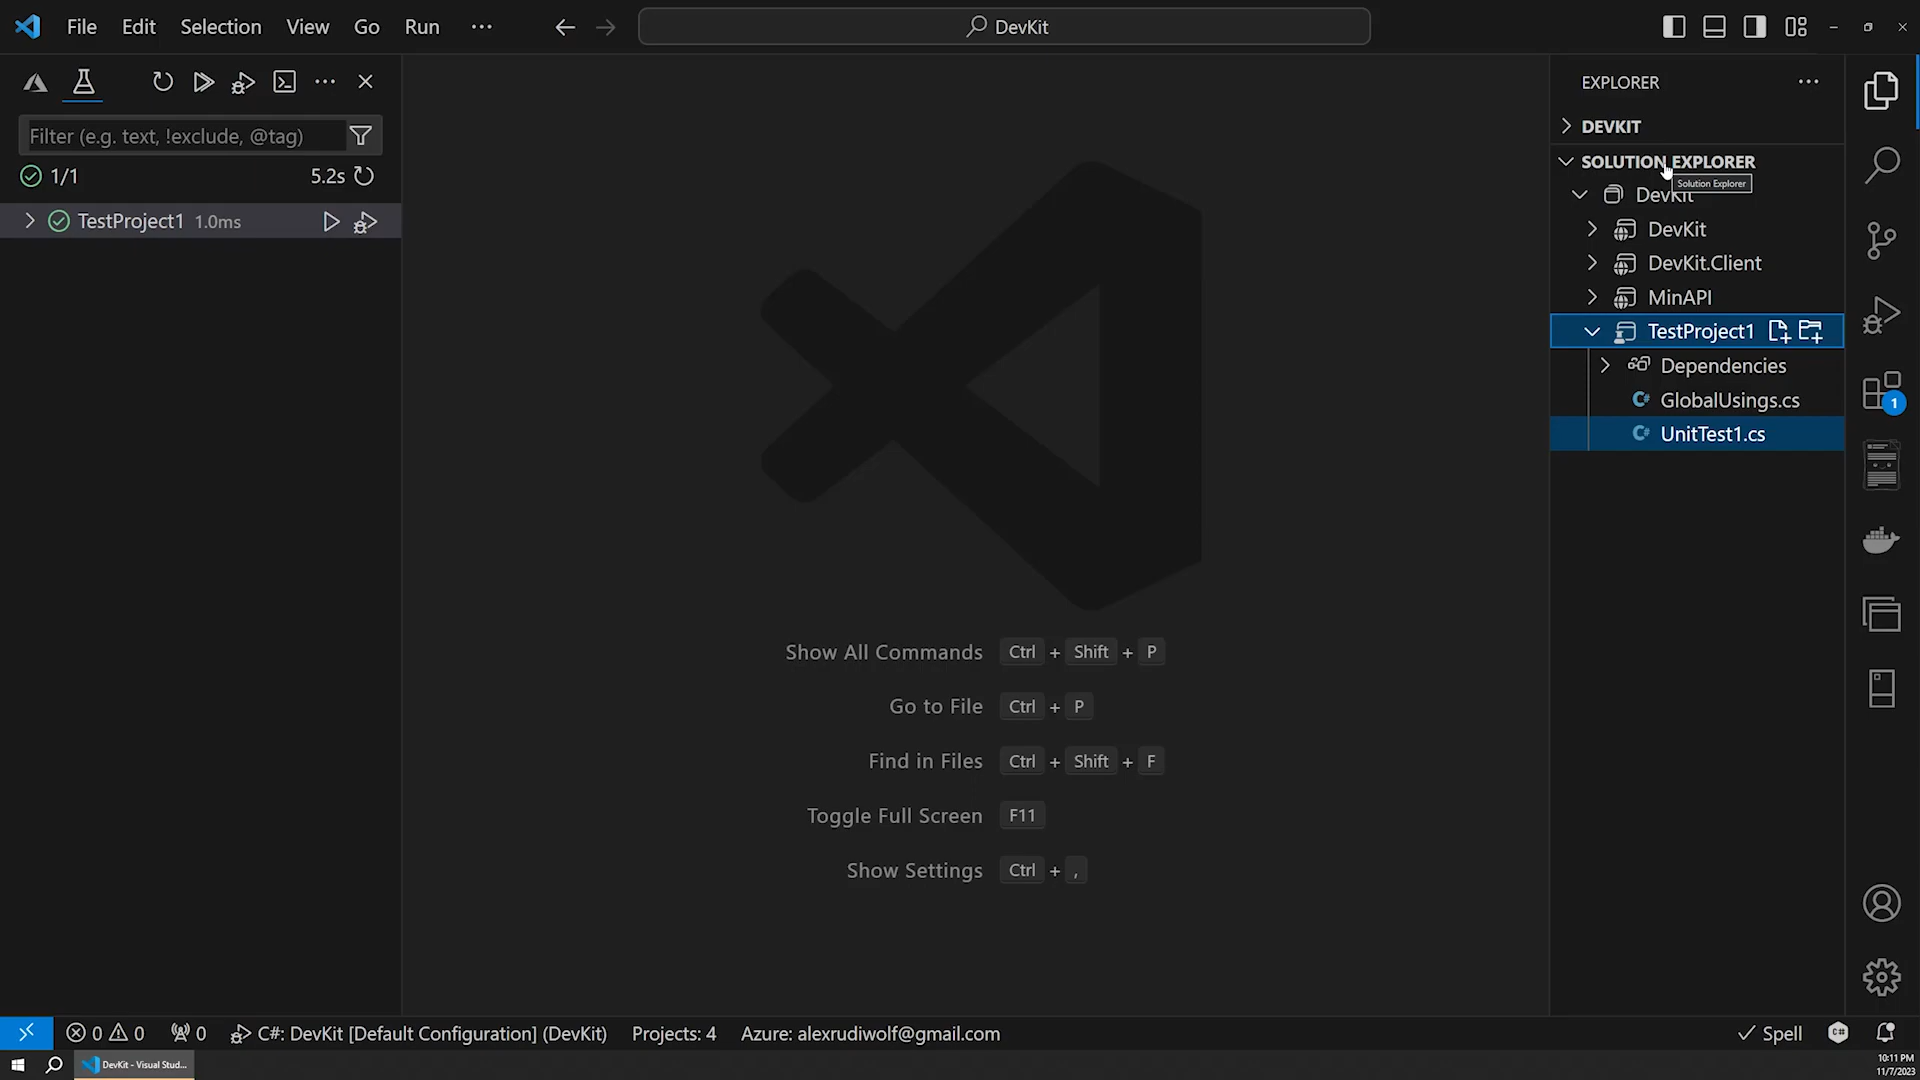 File Edit Selection View Go Run ···
DevKit
Filter (e.g. text, !exclude, @tag)
1/1 5.2s
TestProject1 1.0ms
Show All Commands Ctrl + Shift + P
Go to File Ctrl + P
Find in Files Ctrl + Shift + F
Toggle Full Screen F11
Show Settings Ctrl + ,
EXPLORER
DEVKIT
SOLUTION EXPLORER
Solution Explorer
DevKit
DevKit
DevKit.Client
MinAPI
TestProject1
Dependencies
C# GlobalUsings.cs
C# UnitTest1.cs
1
0 0 0 C#: DevKit [Default Configuration] (DevKit) Projects: 4 Azure: alexrudiwolf@gmail.com Spell C#
DevKit - Visual Stud...
10:11 PM
11/7/2023